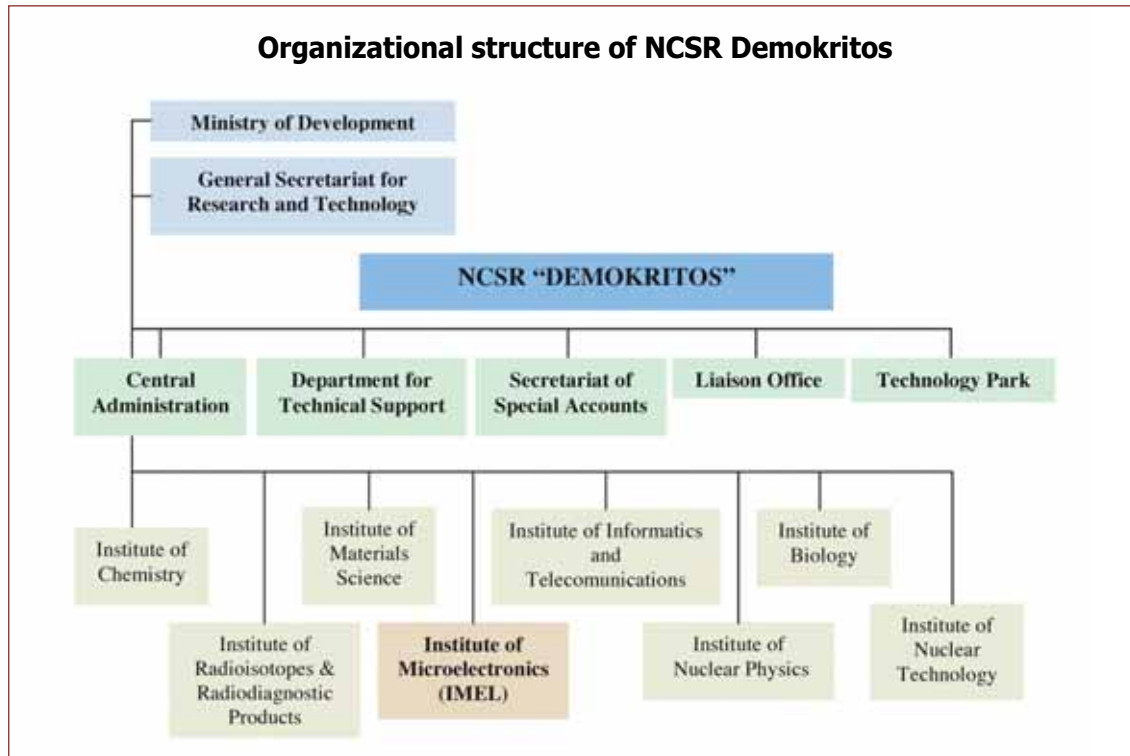 Organizational structure of NCSR Demokritos
Ministry of Development
General Secretariat for
Research and Technology
NCSR “DEMOKRITOS”
Central
Administration
Department for
Technical Support
Secretariat of
Special Accounts
Liaison Office
Technology Park
Institute of
Chemistry
Institute of
Materials
Science
Institute of Informatics
and
Telecomunications
Institute of
Biology
Institute of
Radioisotopes &
Radiodiagnostic
Products
Institute of
Microelectronics
(IMEL)
Institute of
Nuclear Physics
Institute of
Nuclear
Technology